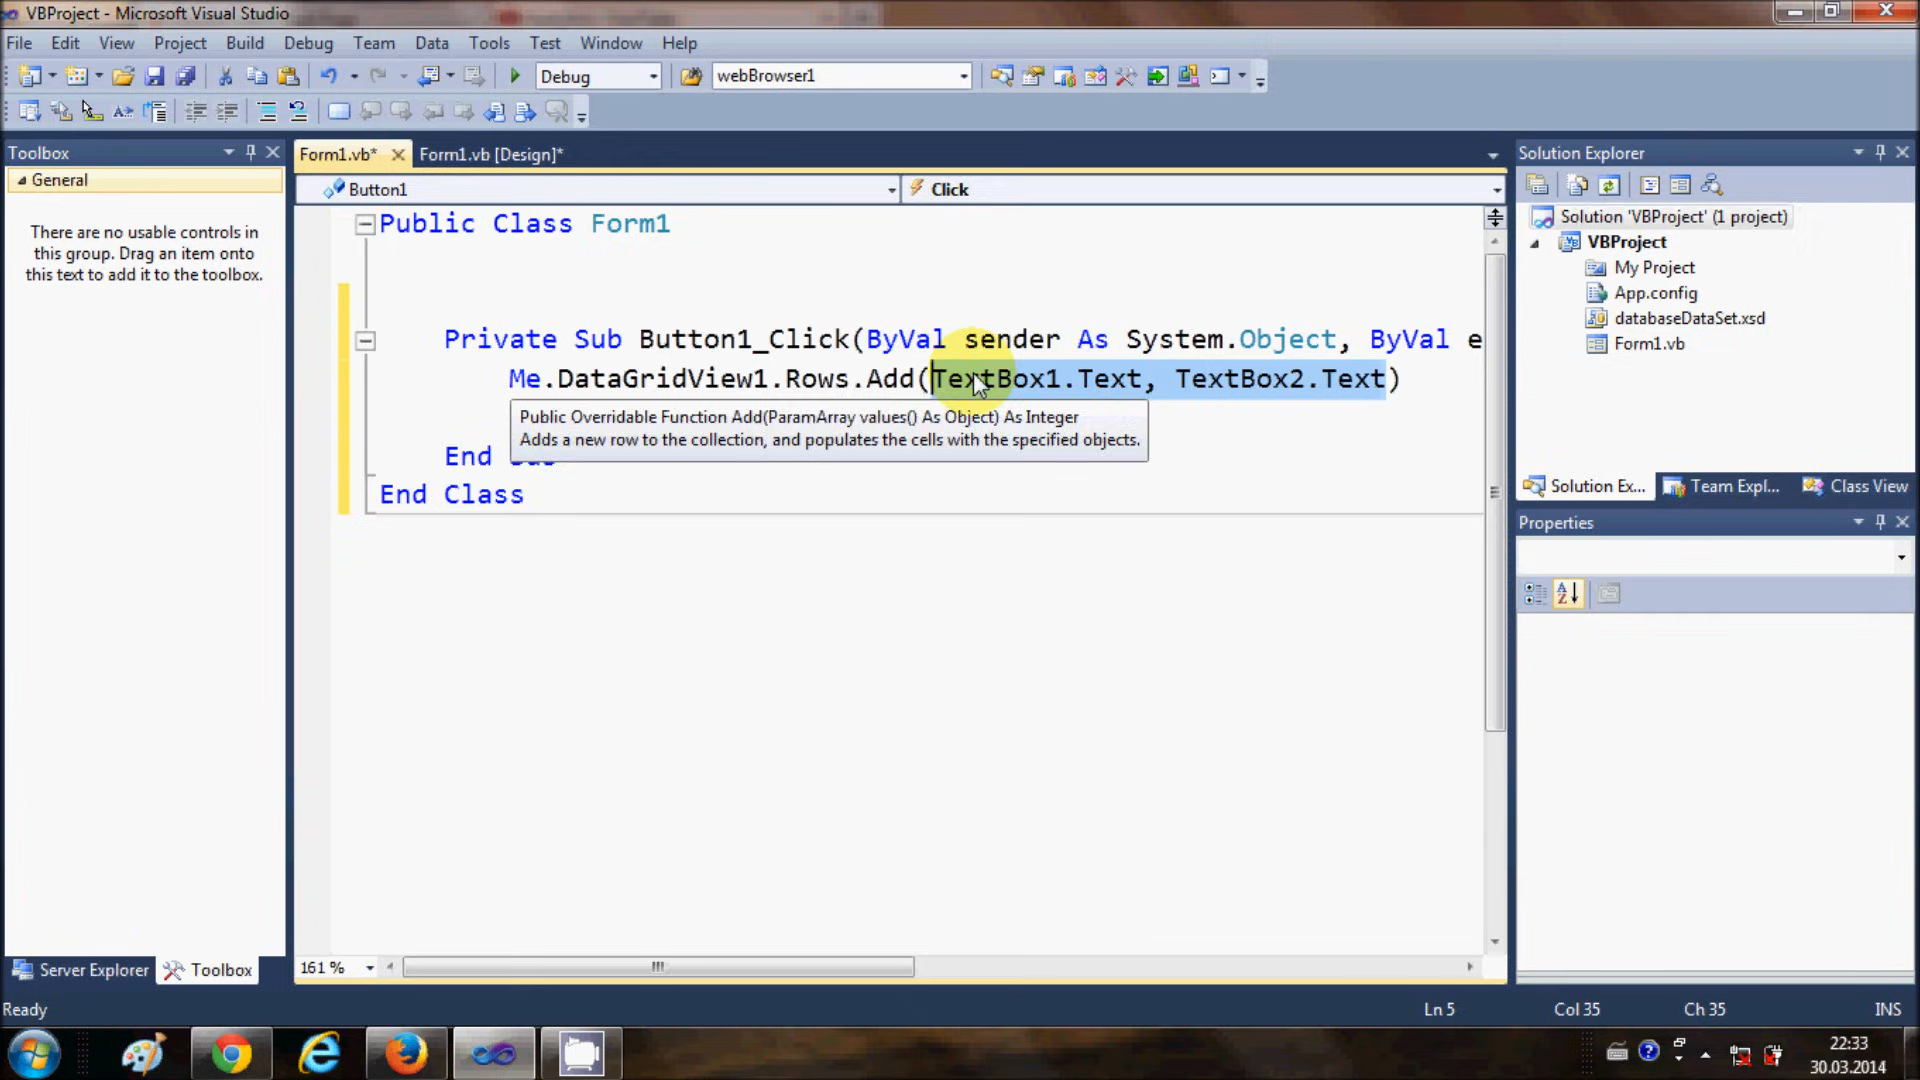 VBProject - Microsoft Visual Studio
File Edit View Project Build Debug Team Data Tools Test Window Help
Debug
webBrowser1
Toolbox
General
There are no usable controls in
this group. Drag an item onto
this text to add it to the toolbox.
Form1.vb*
Form1.vb [Design]*
Button1
Click
Public Class Form1
Private Sub Button1_Click(ByVal sender As System.Object, ByVal e
Me.DataGridView1.Rows.Add(TextBox1.Text, TextBox2.Text)
Public Overridable Function Add(ParamArray values() As Object) As Integer
Adds a new row to the collection, and populates the cells with the specified objects.
End Sub
End Class
161 %
Solution Explorer
Solution 'VBProject' (1 project)
VBProject
My Project
App.config
databaseDataSet.xsd
Form1.vb
Solution Ex...
Team Expl...
Class View
Properties
Server Explorer
Toolbox
Ready
Ln 5
Col 35
Ch 35
INS
22:33
30.03.2014